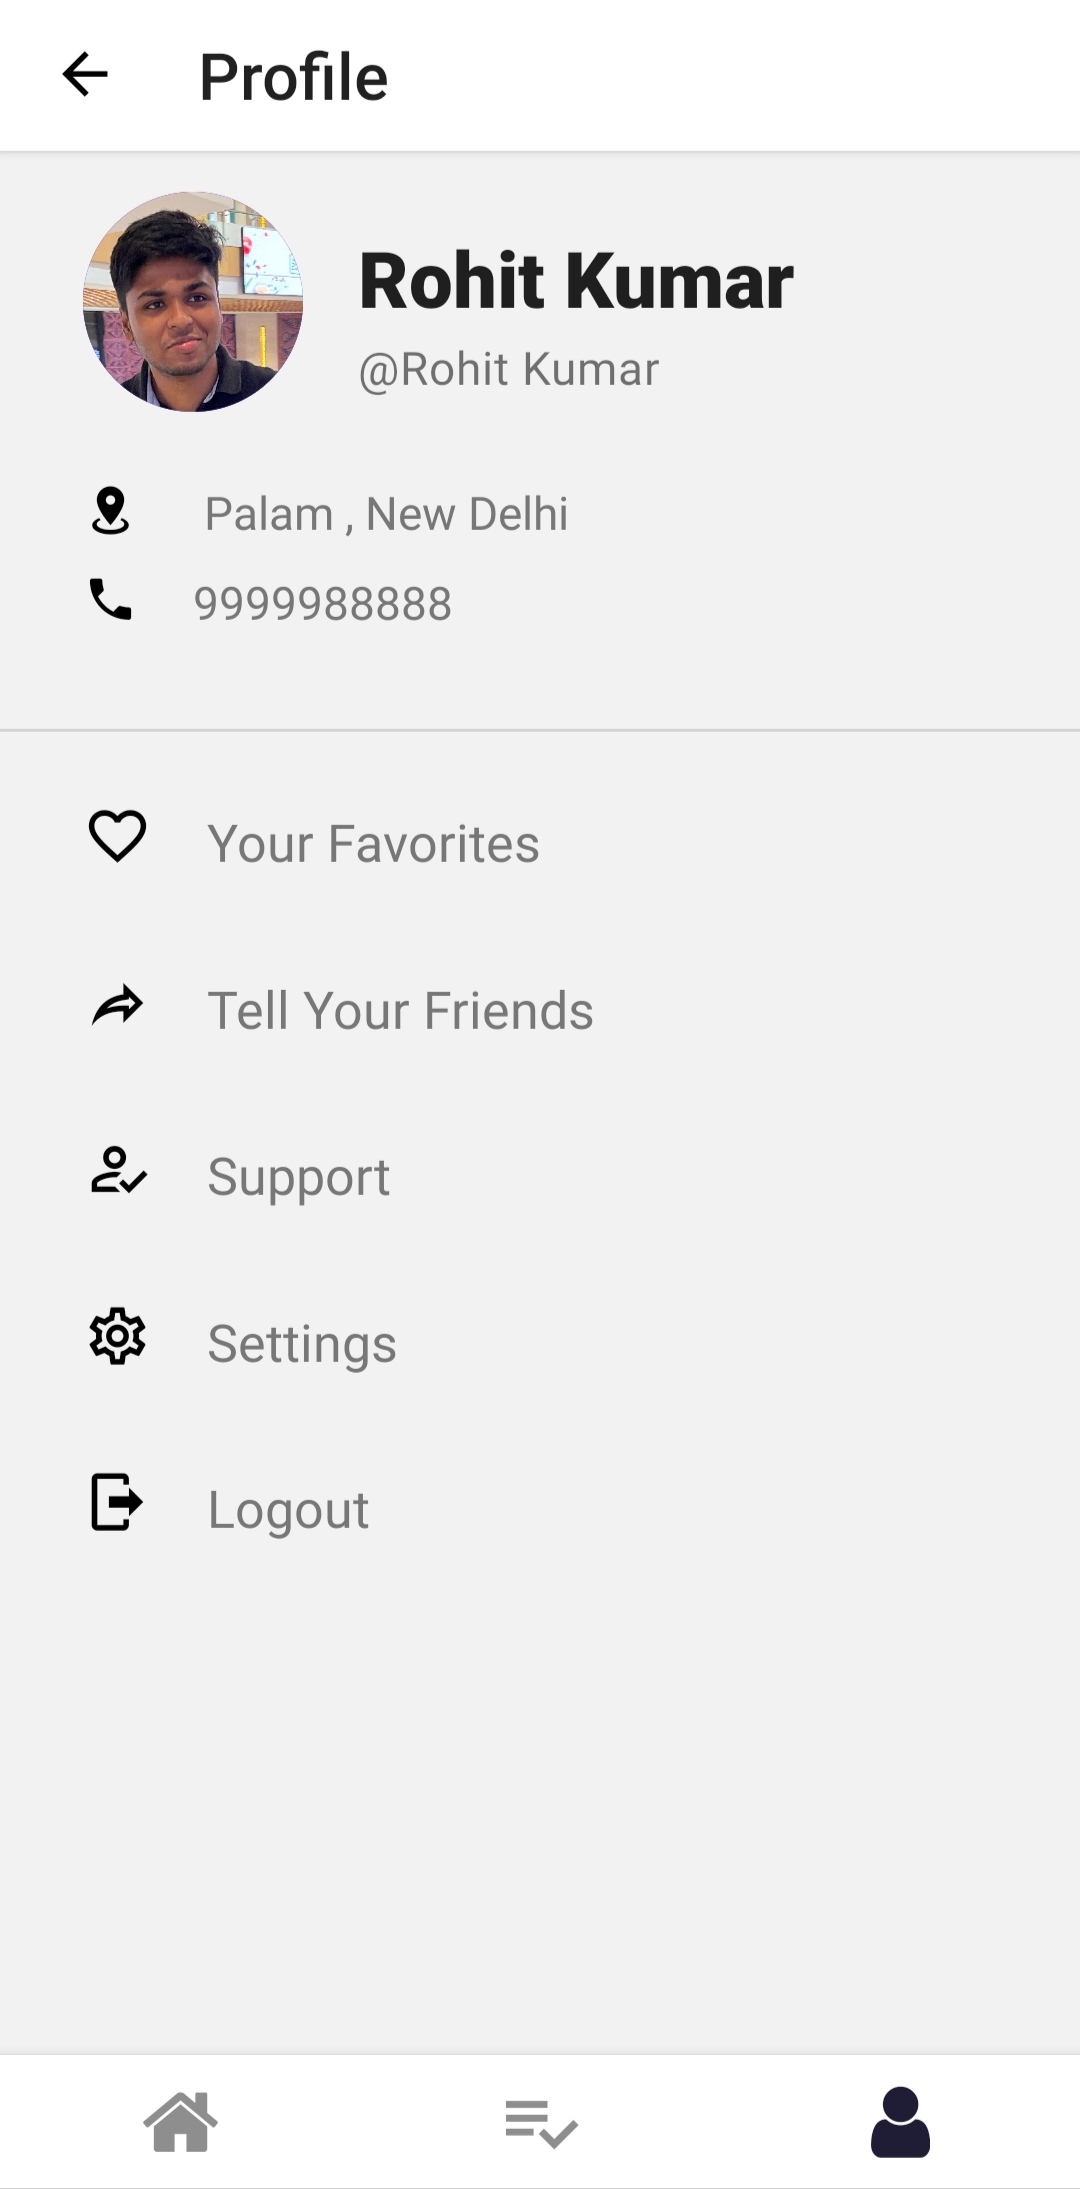 Profile
Rohit Kumar
@Rohit Kumar
Palam , New Delhi
9999988888
Your Favorites
Tell Your Friends
Support
Settings
Logout